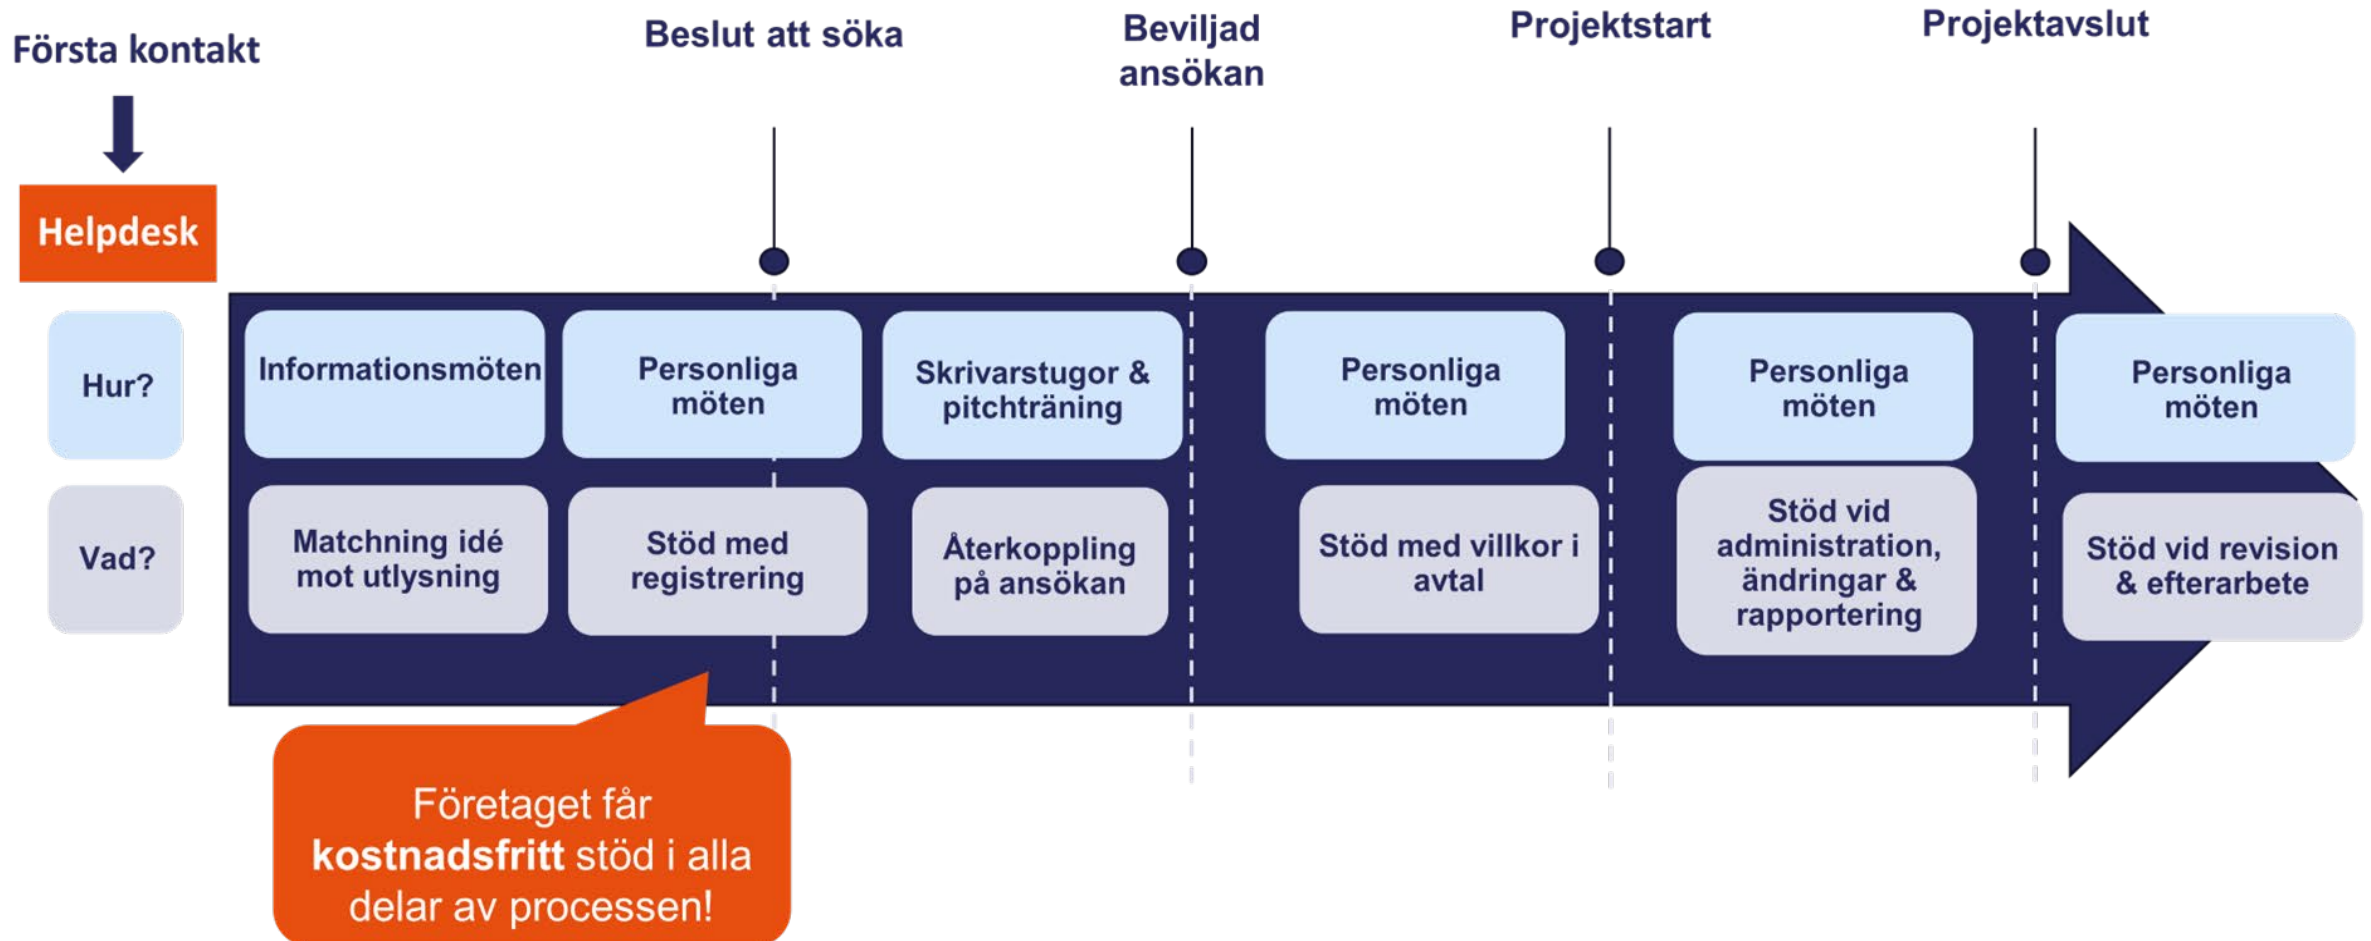 Första kontakt
Beslut att söka
Beviljad
ansökan
Projektstart
Projektavslut
Helpdesk
Hur?
Informationsmöten
Personliga
möten
Skrivarstugor &
pitchträning
Personliga
möten
Personliga
möten
Personliga
möten
Vad?
Matchning idé
mot utlysning
Stöd med
registrering
Återkoppling
på ansökan
Stöd med villkor i
avtal
Stöd vid
administration,
ändringar &
rapportering
Stöd vid revision
& efterarbete
Företaget får
kostnadsfritt stöd i alla
delar av processen!